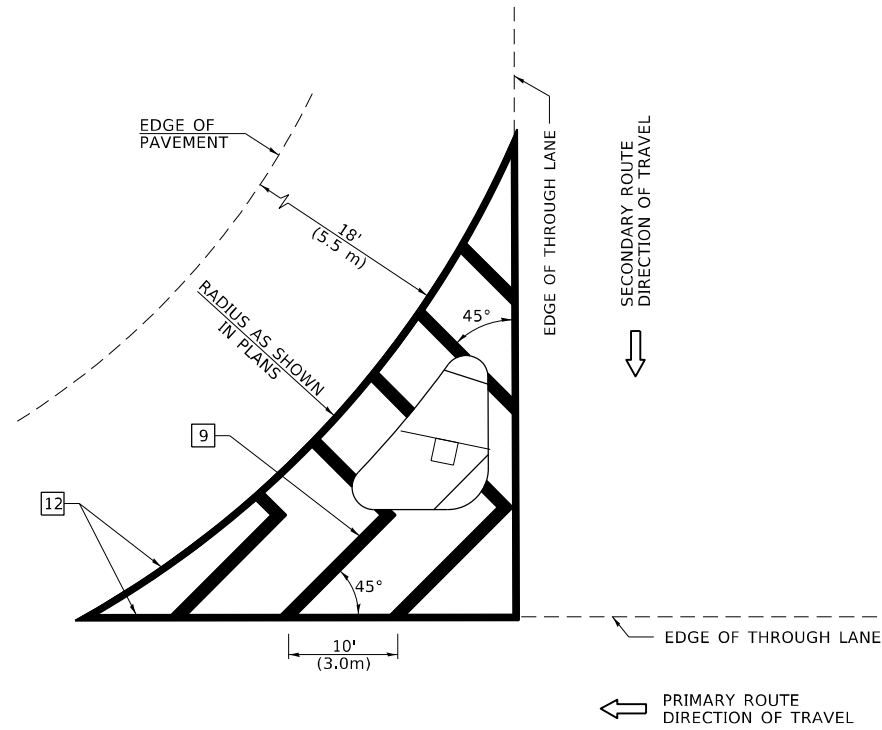 EDGE OF
PAVEMENT
18'
(5.5 m)
RADIUS AS SHOWN
IN PLANS
EDGE OF THROUGH LANE
SECONDARY ROUTE
DIRECTION OF TRAVEL
45°
9
12
45°
10'
(3.0m)
EDGE OF THROUGH LANE
PRIMARY ROUTE
DIRECTION OF TRAVEL